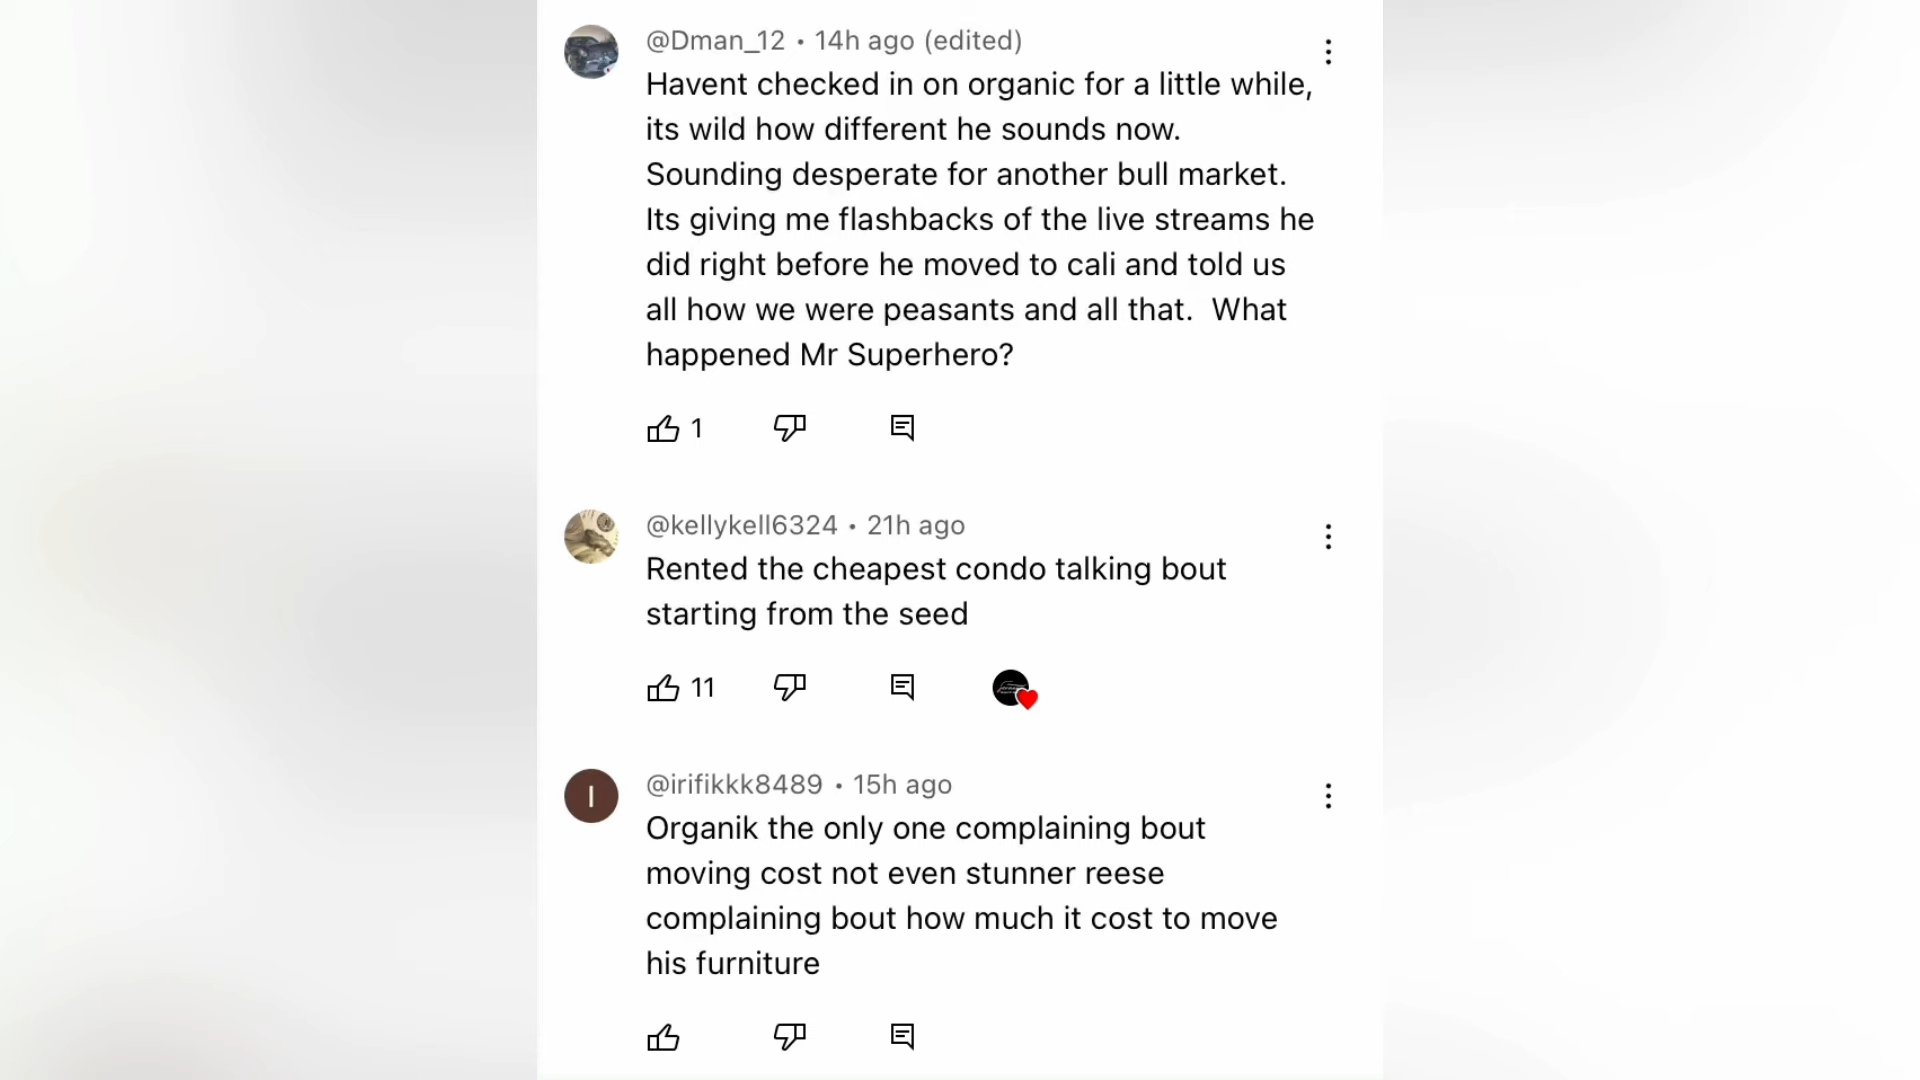 @Dman_12 • 14h ago (edited)
Havent checked in on organic for a little while,
its wild how different he sounds now.
Sounding desperate for another bull market.
Its giving me flashbacks of the live streams he
did right before he moved to cali and told us
all how we were peasants and all that.  What
happened Mr Superhero?
1
@kellykell6324 • 21h ago
Rented the cheapest condo talking bout
starting from the seed
11
I
@irifikkk8489 • 15h ago
Organik the only one complaining bout
moving cost not even stunner reese
complaining bout how much it cost to move
his furniture